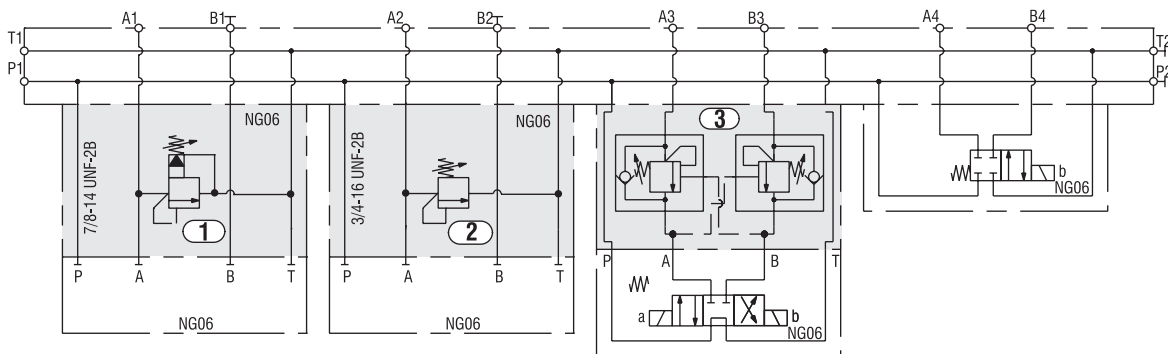 A1 B1 A2 B2 A3 B3 A4 B4
T1 T2
P1 P2
7/8-14 UNF-2B
NG06
1
3/4-16 UNF-2B
NG06
2
3
b
NG06
P A B T
NG06
P A B T
NG06
P A B T
a b
NG06